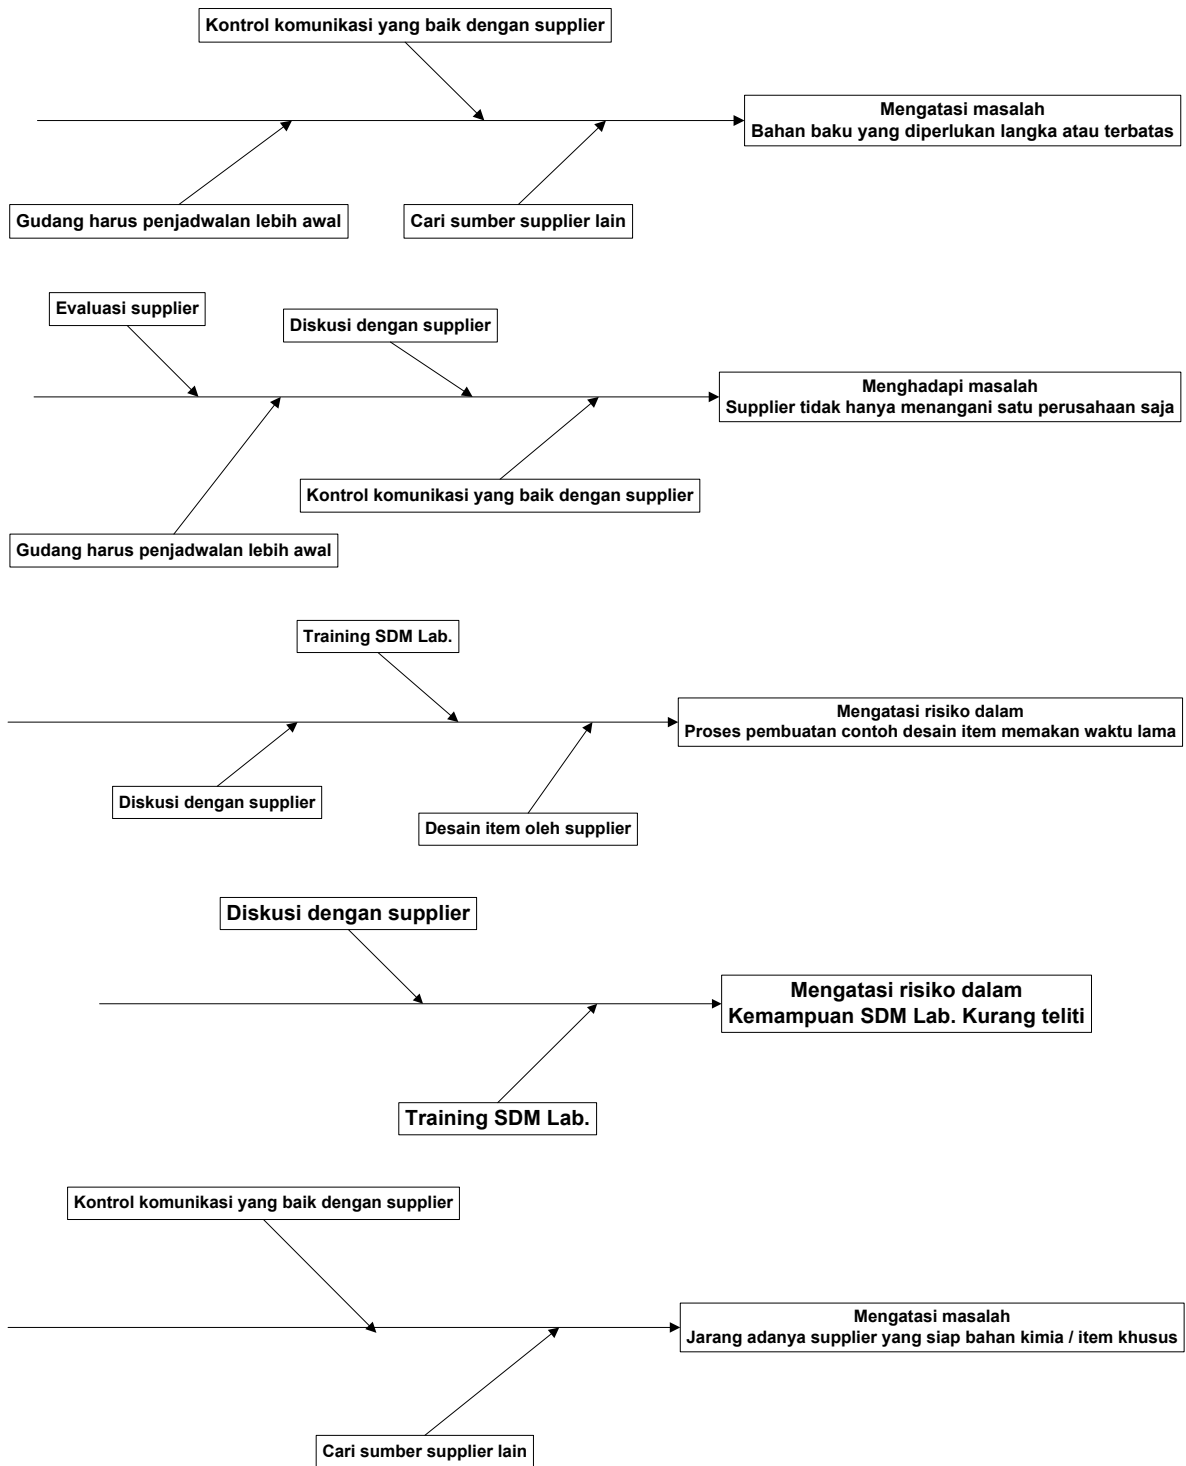 Kontrol komunikasi yang baik dengan supplier
Mengatasi masalah
Bahan baku yang diperlukan langka atau terbatas
Gudang harus penjadwalan lebih awal
Cari sumber supplier lain
Evaluasi supplier
Diskusi dengan supplier
Menghadapi masalah
Supplier tidak hanya menangani satu perusahaan saja
Kontrol komunikasi yang baik dengan supplier
Gudang harus penjadwalan lebih awal
Training SDM Lab.
Mengatasi risiko dalam
Proses pembuatan contoh desain item memakan waktu lama
Diskusi dengan supplier
Desain item oleh supplier
Diskusi dengan supplier
Mengatasi risiko dalam
Kemampuan SDM Lab. Kurang teliti
Training SDM Lab.
Kontrol komunikasi yang baik dengan supplier
Mengatasi masalah
Jarang adanya supplier yang siap bahan kimia / item khusus
Cari sumber supplier lain